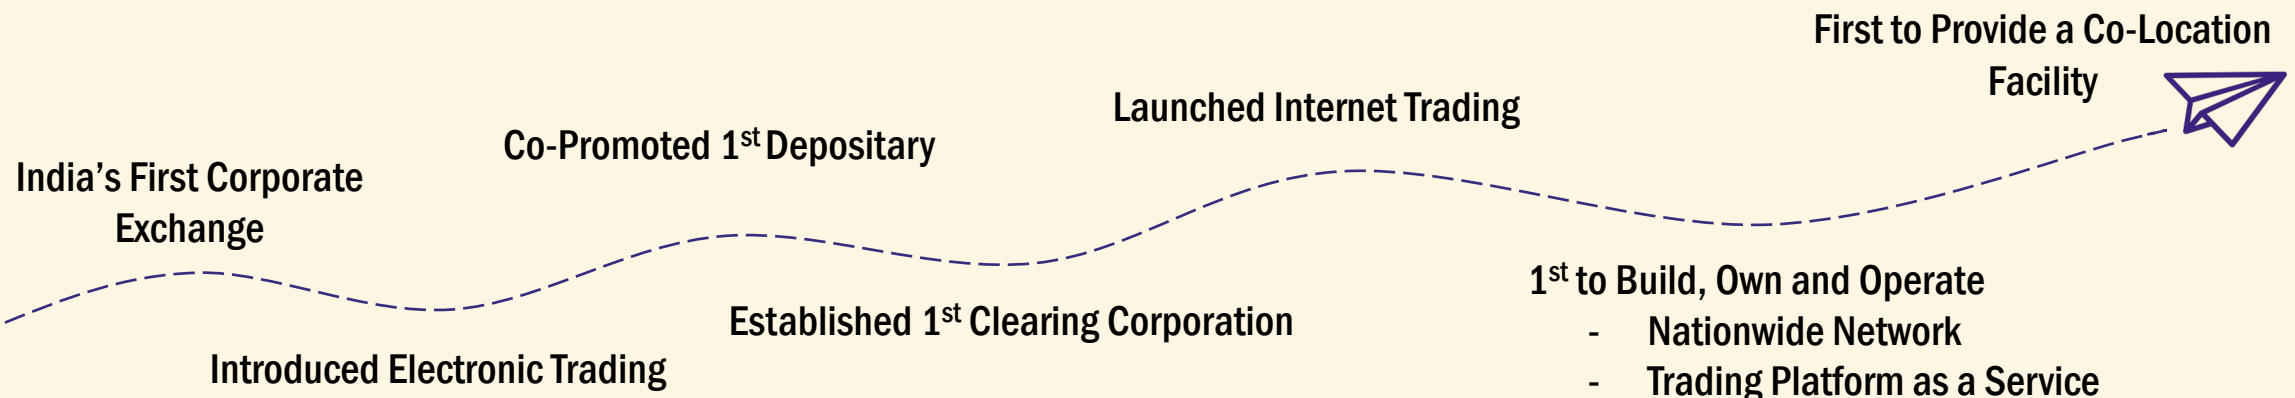 India's First Corporate
Exchange
Introduced Electronic Trading
Co-Promoted 1st Depositary
Established 1st Clearing Corporation
Launched Internet Trading
1st to Build, Own and Operate
- Nationwide Network
- Trading Platform as a Service
First to Provide a Co-Location
Facility